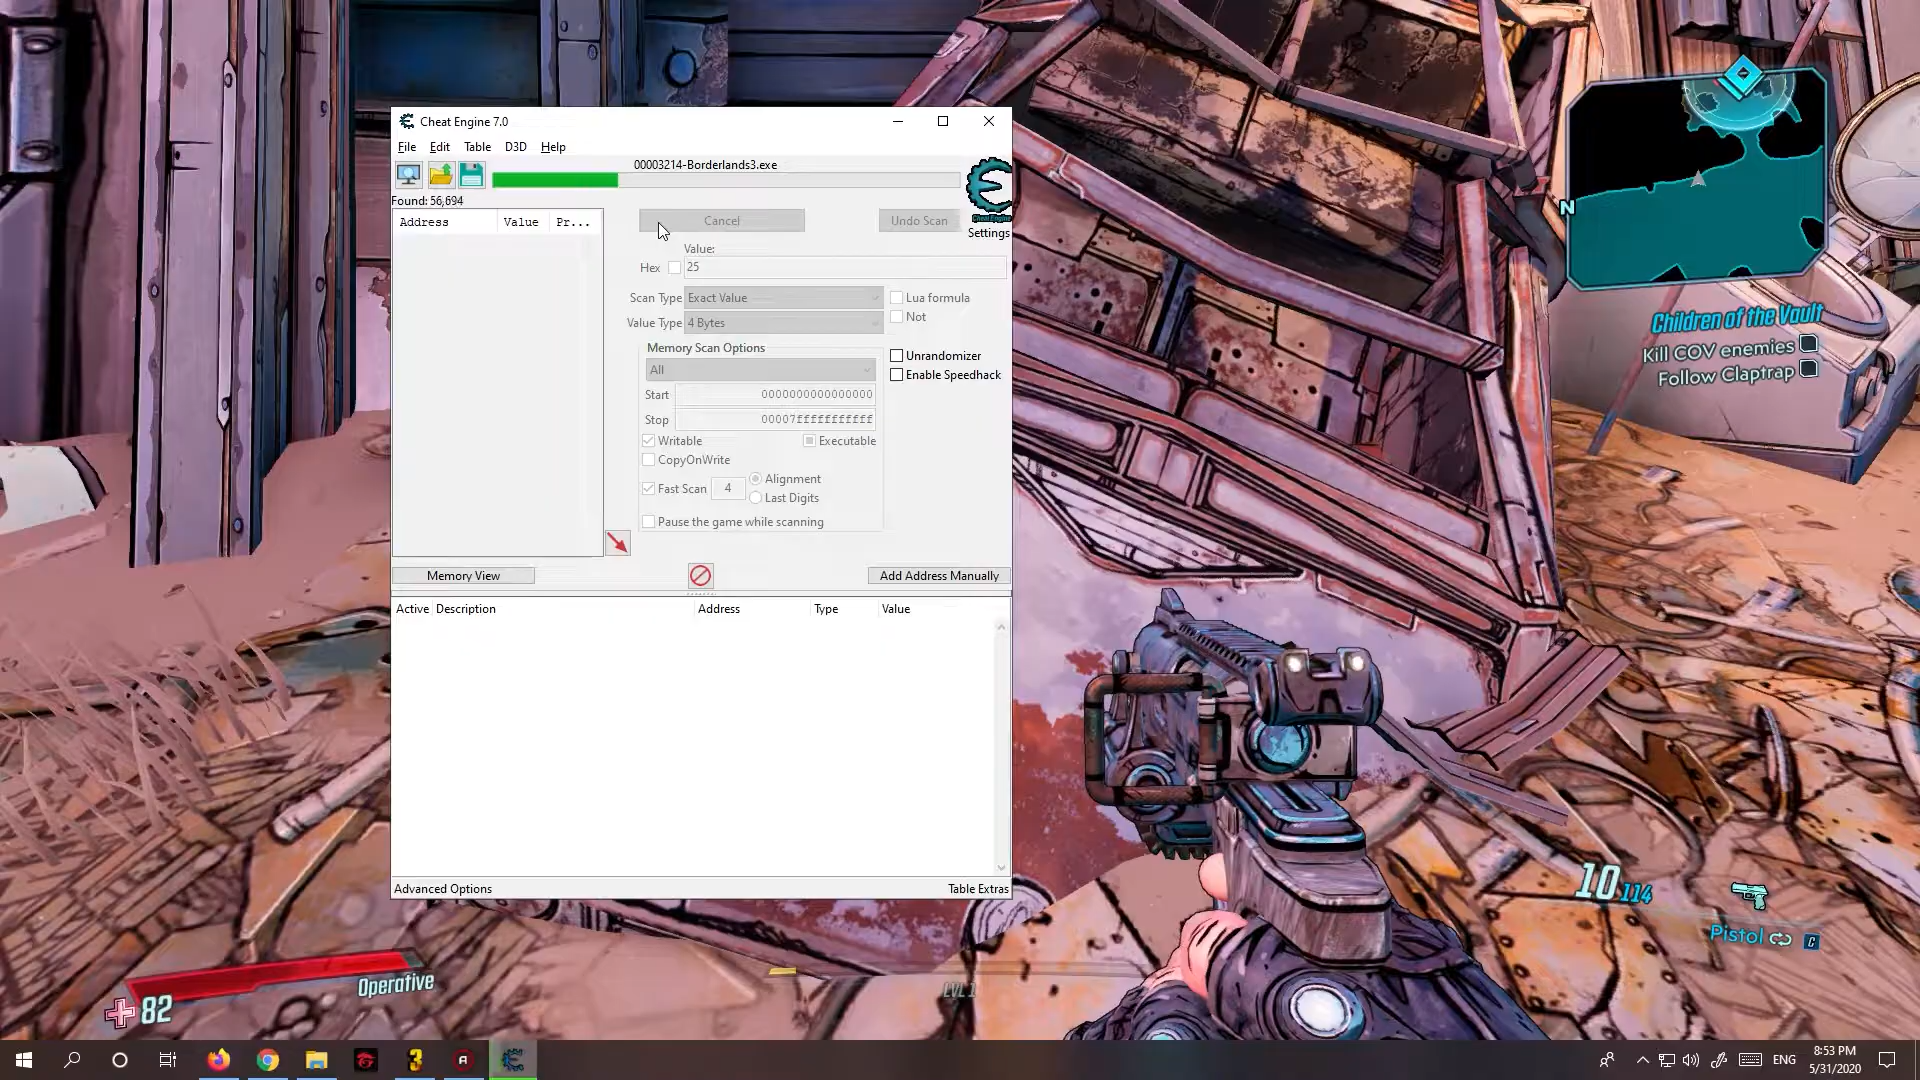 Cheat Engine 7.0
File Edit Table D3D Help
00003214-Borderlands3.exe
Found: 56,694
Address Value Pr...
Cancel
Undo Scan
Cheat Engine
Settings
Value:
Hex 25
Scan Type Exact Value
Lua formula
Value Type 4 Bytes
Not
Memory Scan Options
All
Unrandomizer
Enable Speedhack
Start 0000000000000000
Stop 00007fffffffffff
Writable Executable
CopyOnWrite
Fast Scan 4 Alignment
Last Digits
Pause the game while scanning
Memory View
Add Address Manually
Active Description Address Type Value
Advanced Options
Table Extras
N
Children of the Vault
Kill COV enemies
Follow Claptrap
10 114
Pistol C
82
Operative
LVL 1
3
A
ENG
8:53 PM
5/31/2020